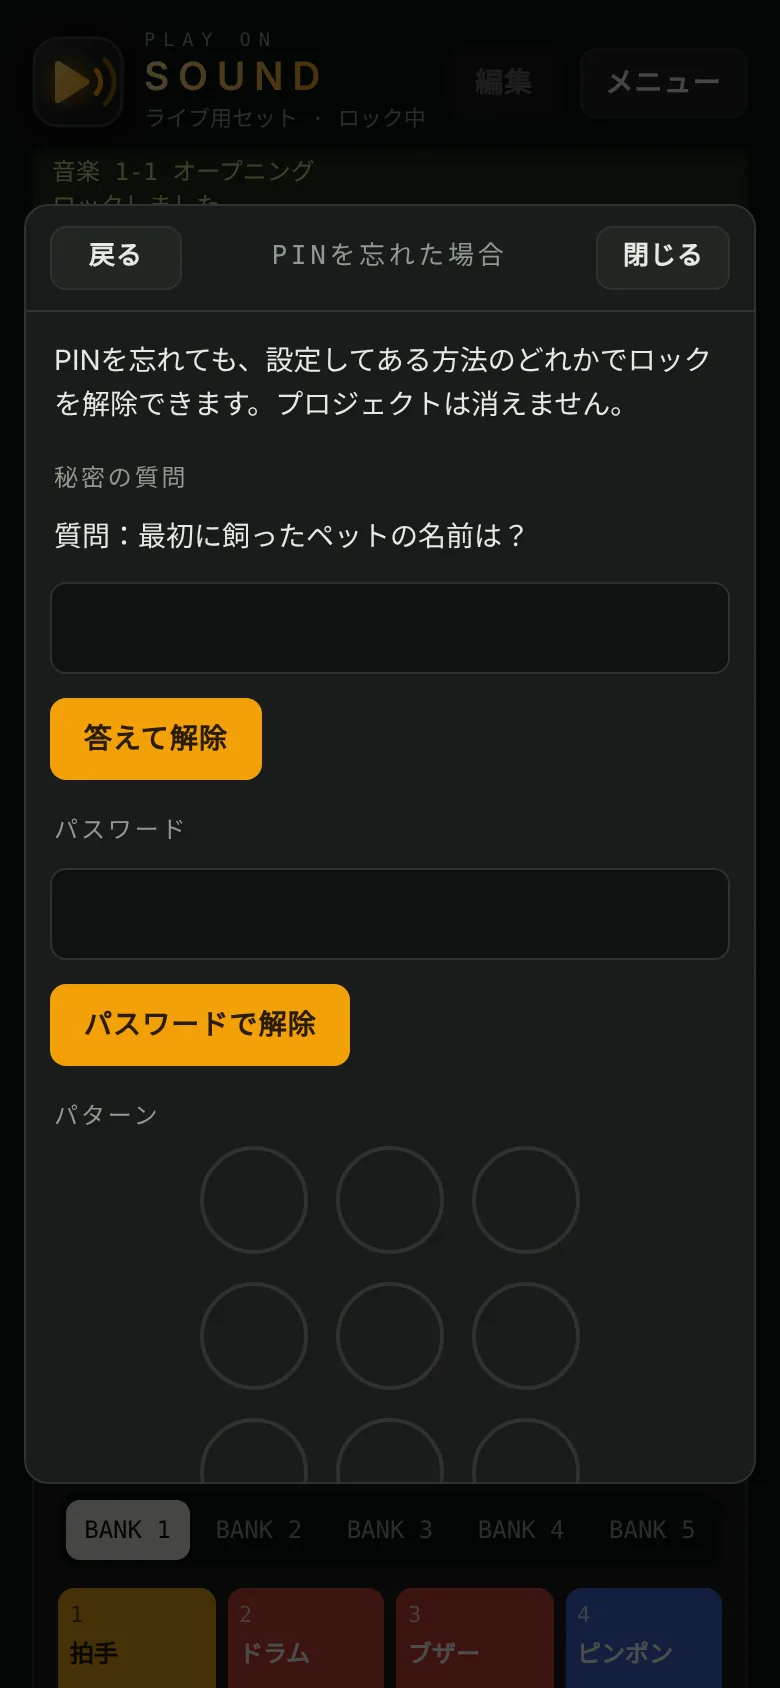 PLAY ON
SOUND
ライブ用セット · ロック中
編集
メニュー
音楽 1-1 オープニング
ロックしました
戻る
PINを忘れた場合
閉じる
PINを忘れても、設定してある方法のどれかでロック
を解除できます。プロジェクトは消えません。
秘密の質問
質問：最初に飼ったペットの名前は？
答えて解除
パスワード
パスワードで解除
パターン
BANK 1
BANK 2
BANK 3
BANK 4
BANK 5
1
拍手
2
ドラム
3
ブザー
4
ピンポン